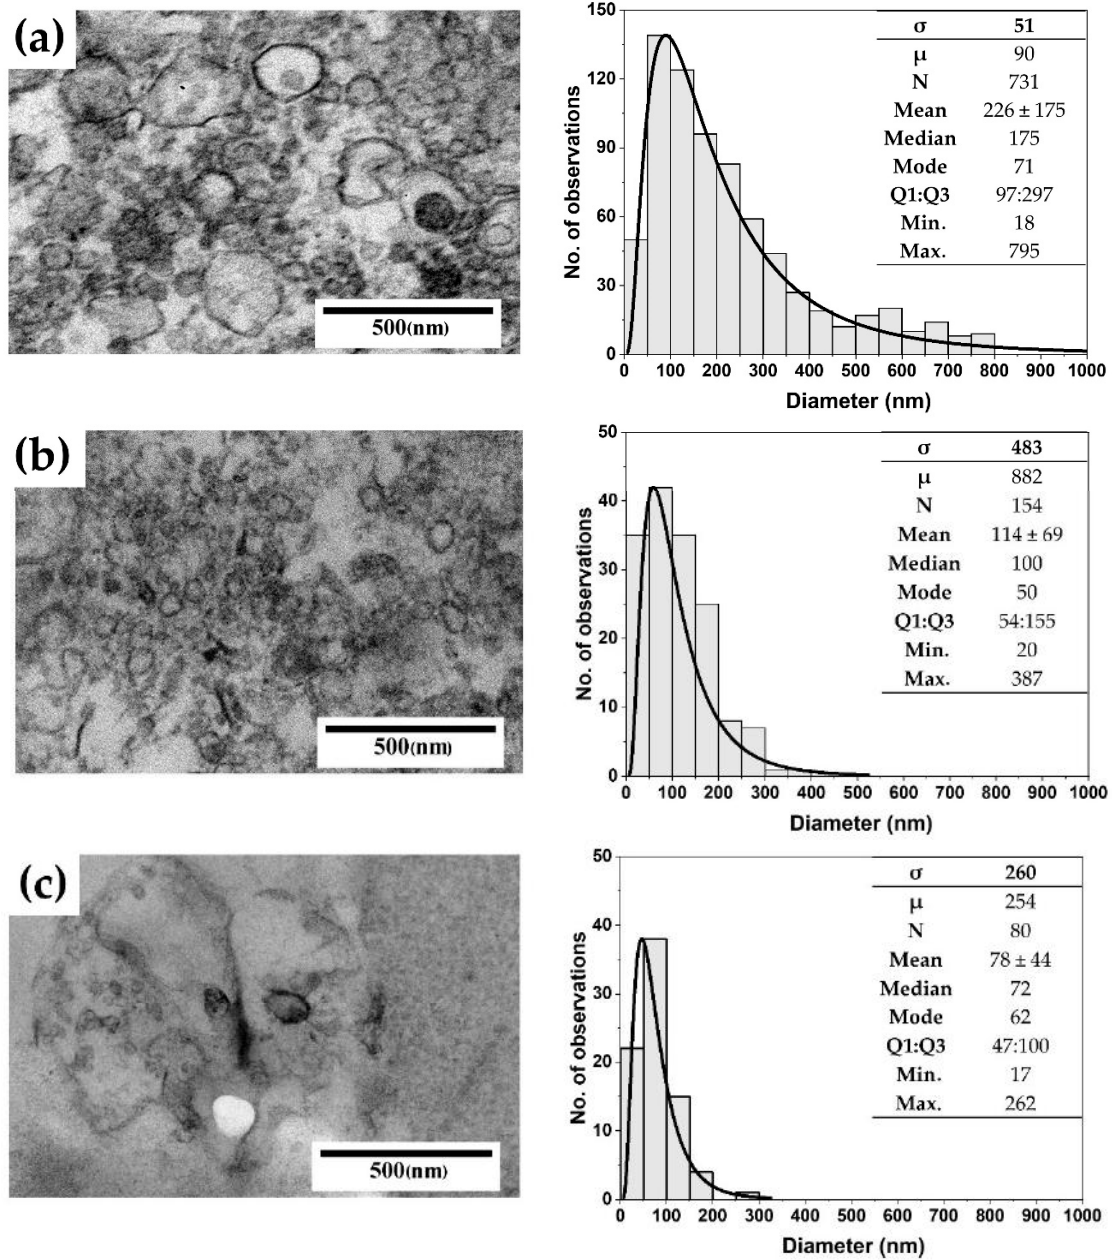 (a)
500(nm)
No. of observations
150
120
90
60
30
0
0 100 200 300 400 500 600 700 800 900 1000
Diameter (nm)
σ 51
μ 90
N 731
Mean 226 ± 175
Median 175
Mode 71
Q1:Q3 97:297
Min. 18
Max. 795
(b)
500(nm)
No. of observations
50
40
30
20
10
0
0 100 200 300 400 500 600 700 800 900 1000
Diameter (nm)
σ 483
μ 882
N 154
Mean 114 ± 69
Median 100
Mode 50
Q1:Q3 54:155
Min. 20
Max. 387
(c)
500(nm)
No. of observations
50
40
30
20
10
0
0 100 200 300 400 500 600 700 800 900 1000
Diameter (nm)
σ 260
μ 254
N 80
Mean 78 ± 44
Median 72
Mode 62
Q1:Q3 47:100
Min. 17
Max. 262